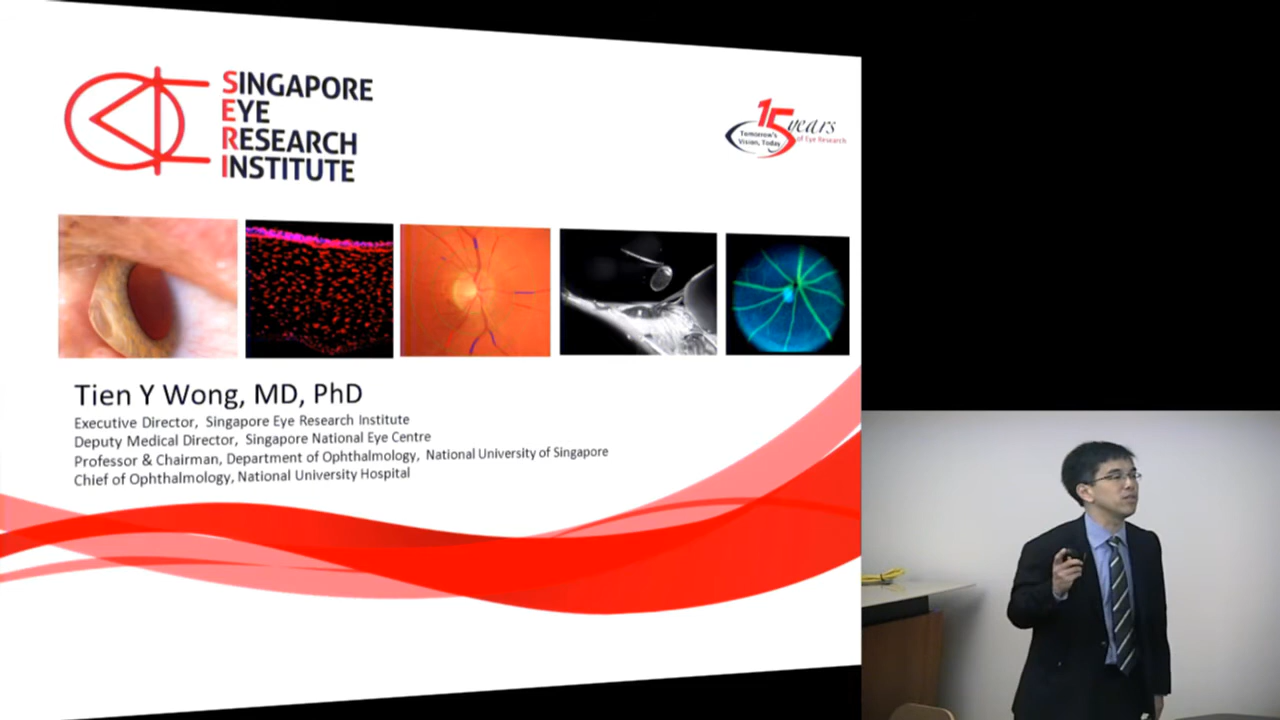 SINGAPORE
EYE
RESEARCH
INSTITUTE
15 years
of Eye Research
Tomorrow's
Vision, Today
Tien Y Wong, MD, PhD
Executive Director, Singapore Eye Research Institute
Deputy Medical Director, Singapore National Eye Centre
Professor & Chairman, Department of Ophthalmology, National University of Singapore
Chief of Ophthalmology, National University Hospital